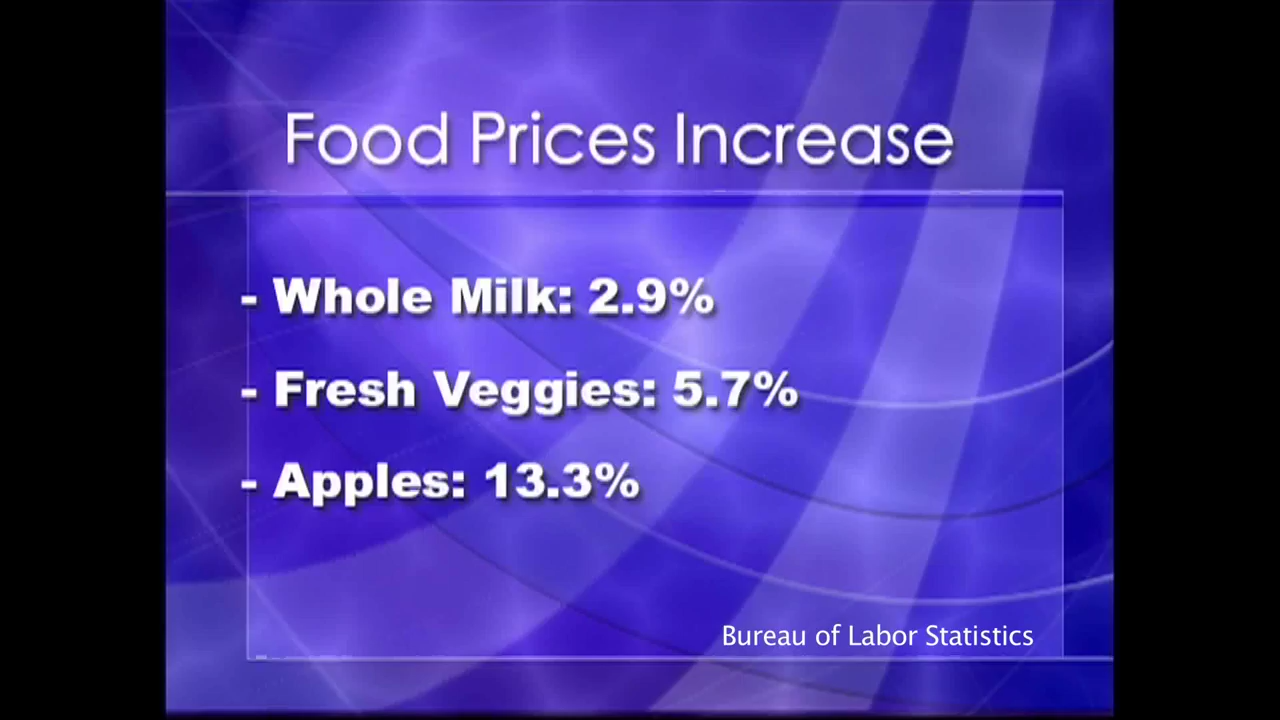 Food Prices Increase
- Whole Milk: 2.9%
- Fresh Veggies: 5.7%
- Apples: 13.3%
Bureau of Labor Statistics